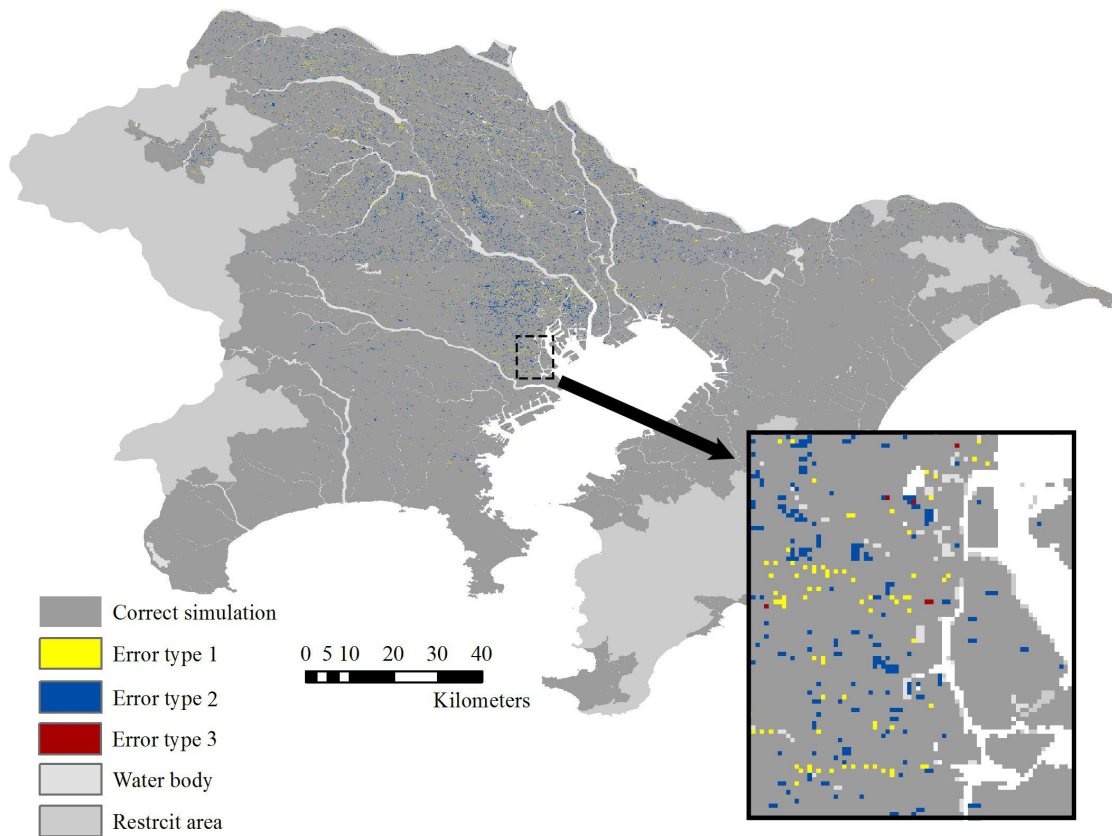 Correct simulation
Error type 1
Error type 2
Error type 3
Water body
Restrcit area
0 5 10 20 30 40
Kilometers